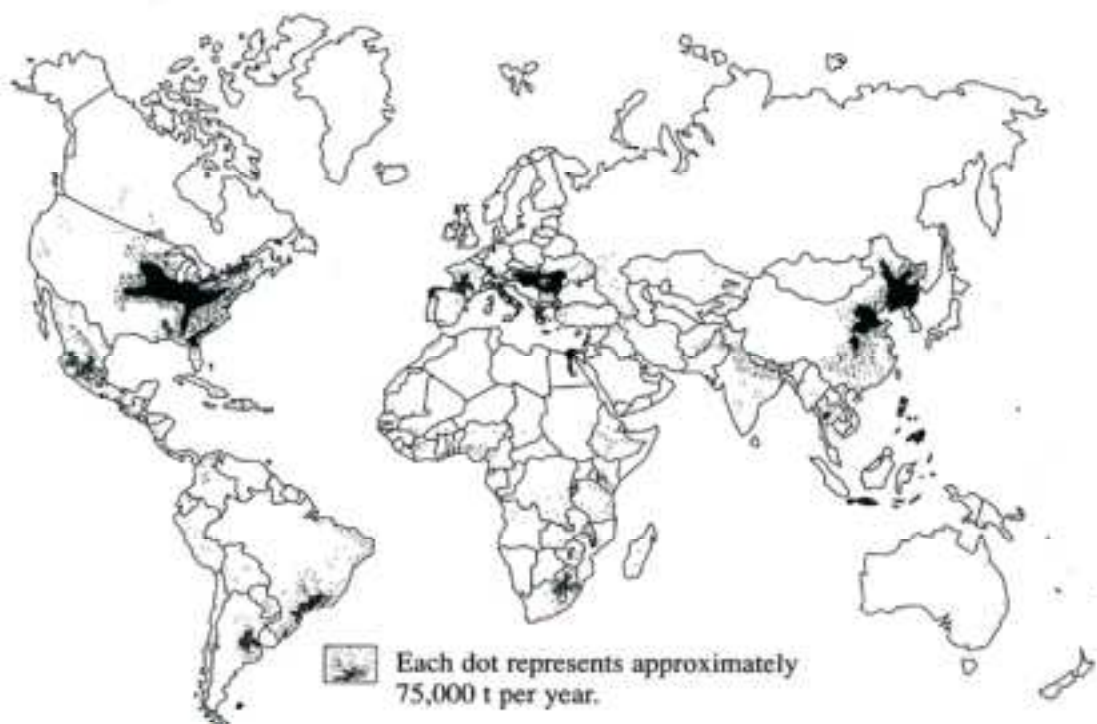 Each dot represents approximately
75,000 t per year.